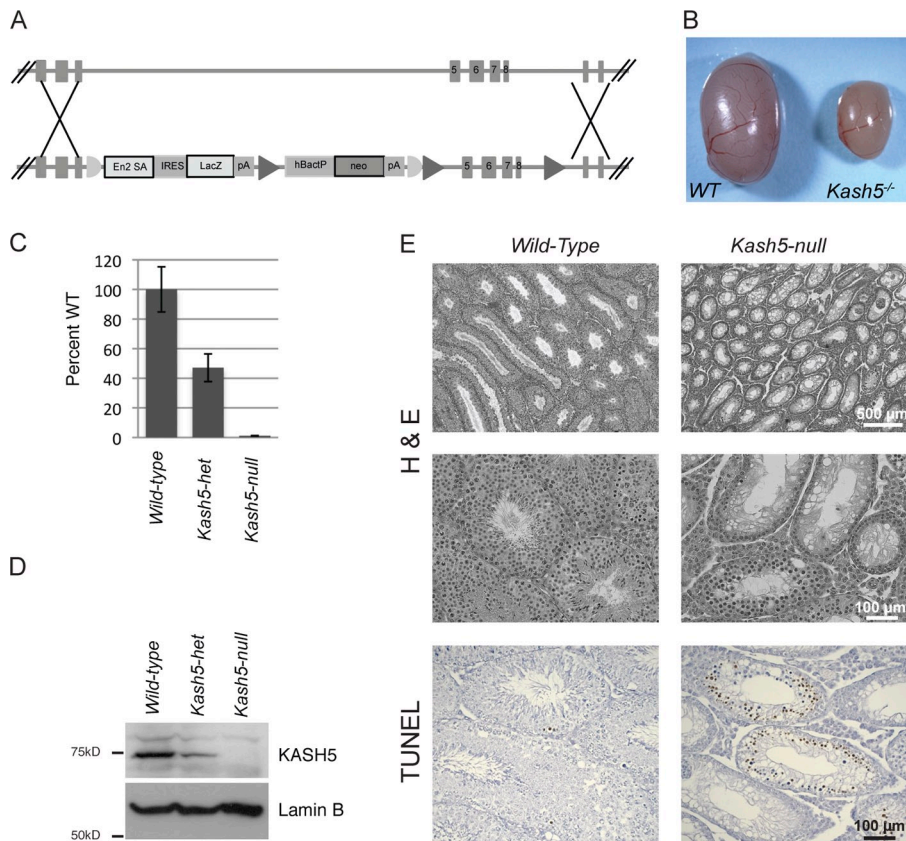 A
5 6 7 8
En2 SA IRES LacZ pA hBactP neo pA 5 6 7 8
B
WT Kash5-/-
C
Percent WT
120
100
80
60
40
20
0
Wild-type
Kash5-het
Kash5-null
D
Wild-type
Kash5-het
Kash5-null
75kD
KASH5
Lamin B
50kD
E
Wild-Type Kash5-null
H & E
500 µm
100 µm
TUNEL
100 µm